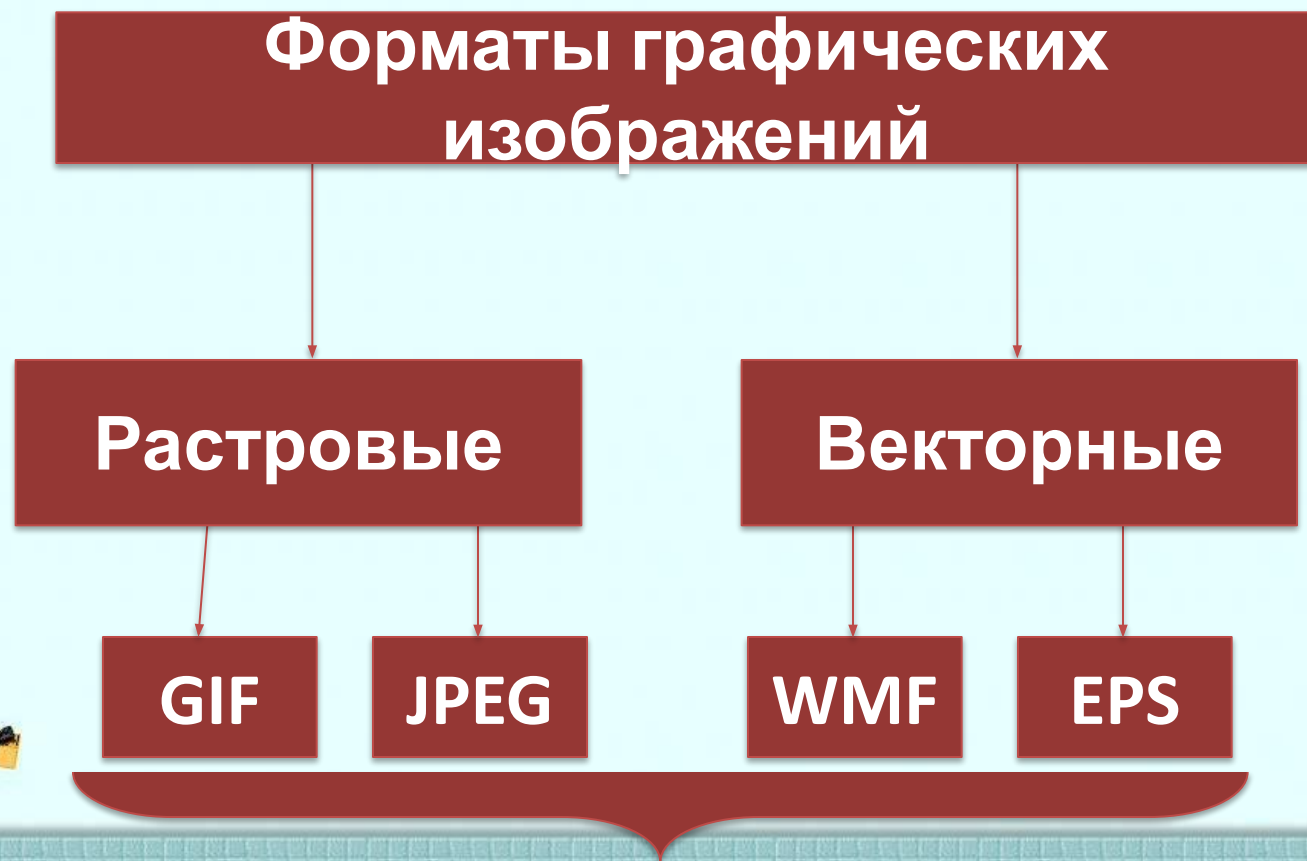 Форматы графических
изображений
Растровые
Векторные
GIF
JPEG
WMF
EPS